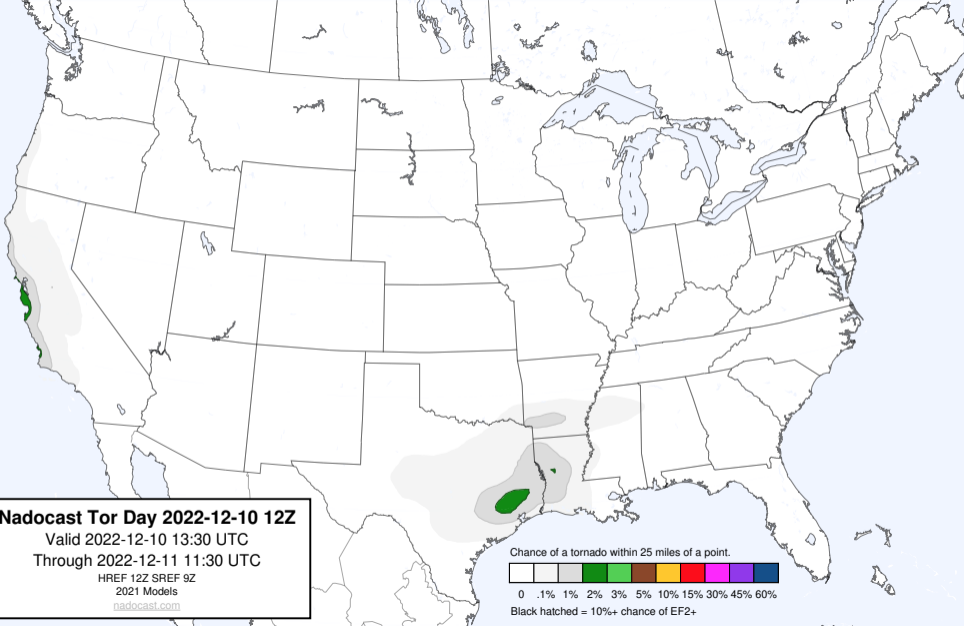 Nadocast Tor Day 2022-12-10 12Z
Valid 2022-12-10 13:30 UTC
Through 2022-12-11 11:30 UTC
HREF 12Z SREF 9Z
2021 Models
nadocast.com
Chance of a tornado within 25 miles of a point.
0 .1% 1% 2% 3% 5% 10% 15% 30% 45% 60%
Black hatched = 10%+ chance of EF2+